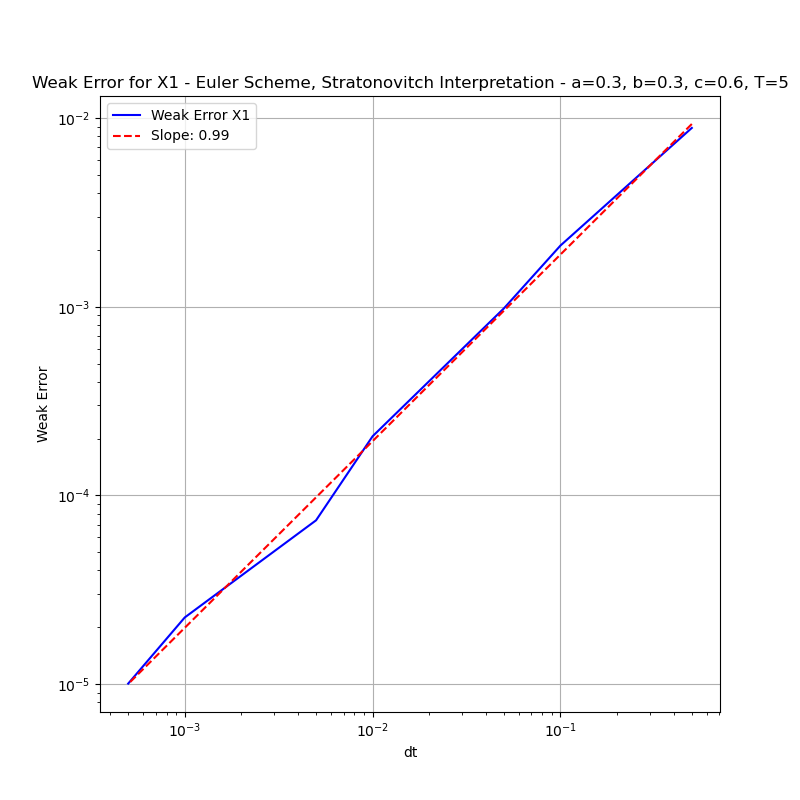 Weak Error for X1 - Euler Scheme, Stratonovitch Interpretation - a=0.3, b=0.3, c=0.6, T=5
Weak Error X1
Slope: 0.99
10⁻²
10⁻³
10⁻⁴
10⁻⁵
Weak Error
10⁻³
10⁻²
10⁻¹
dt